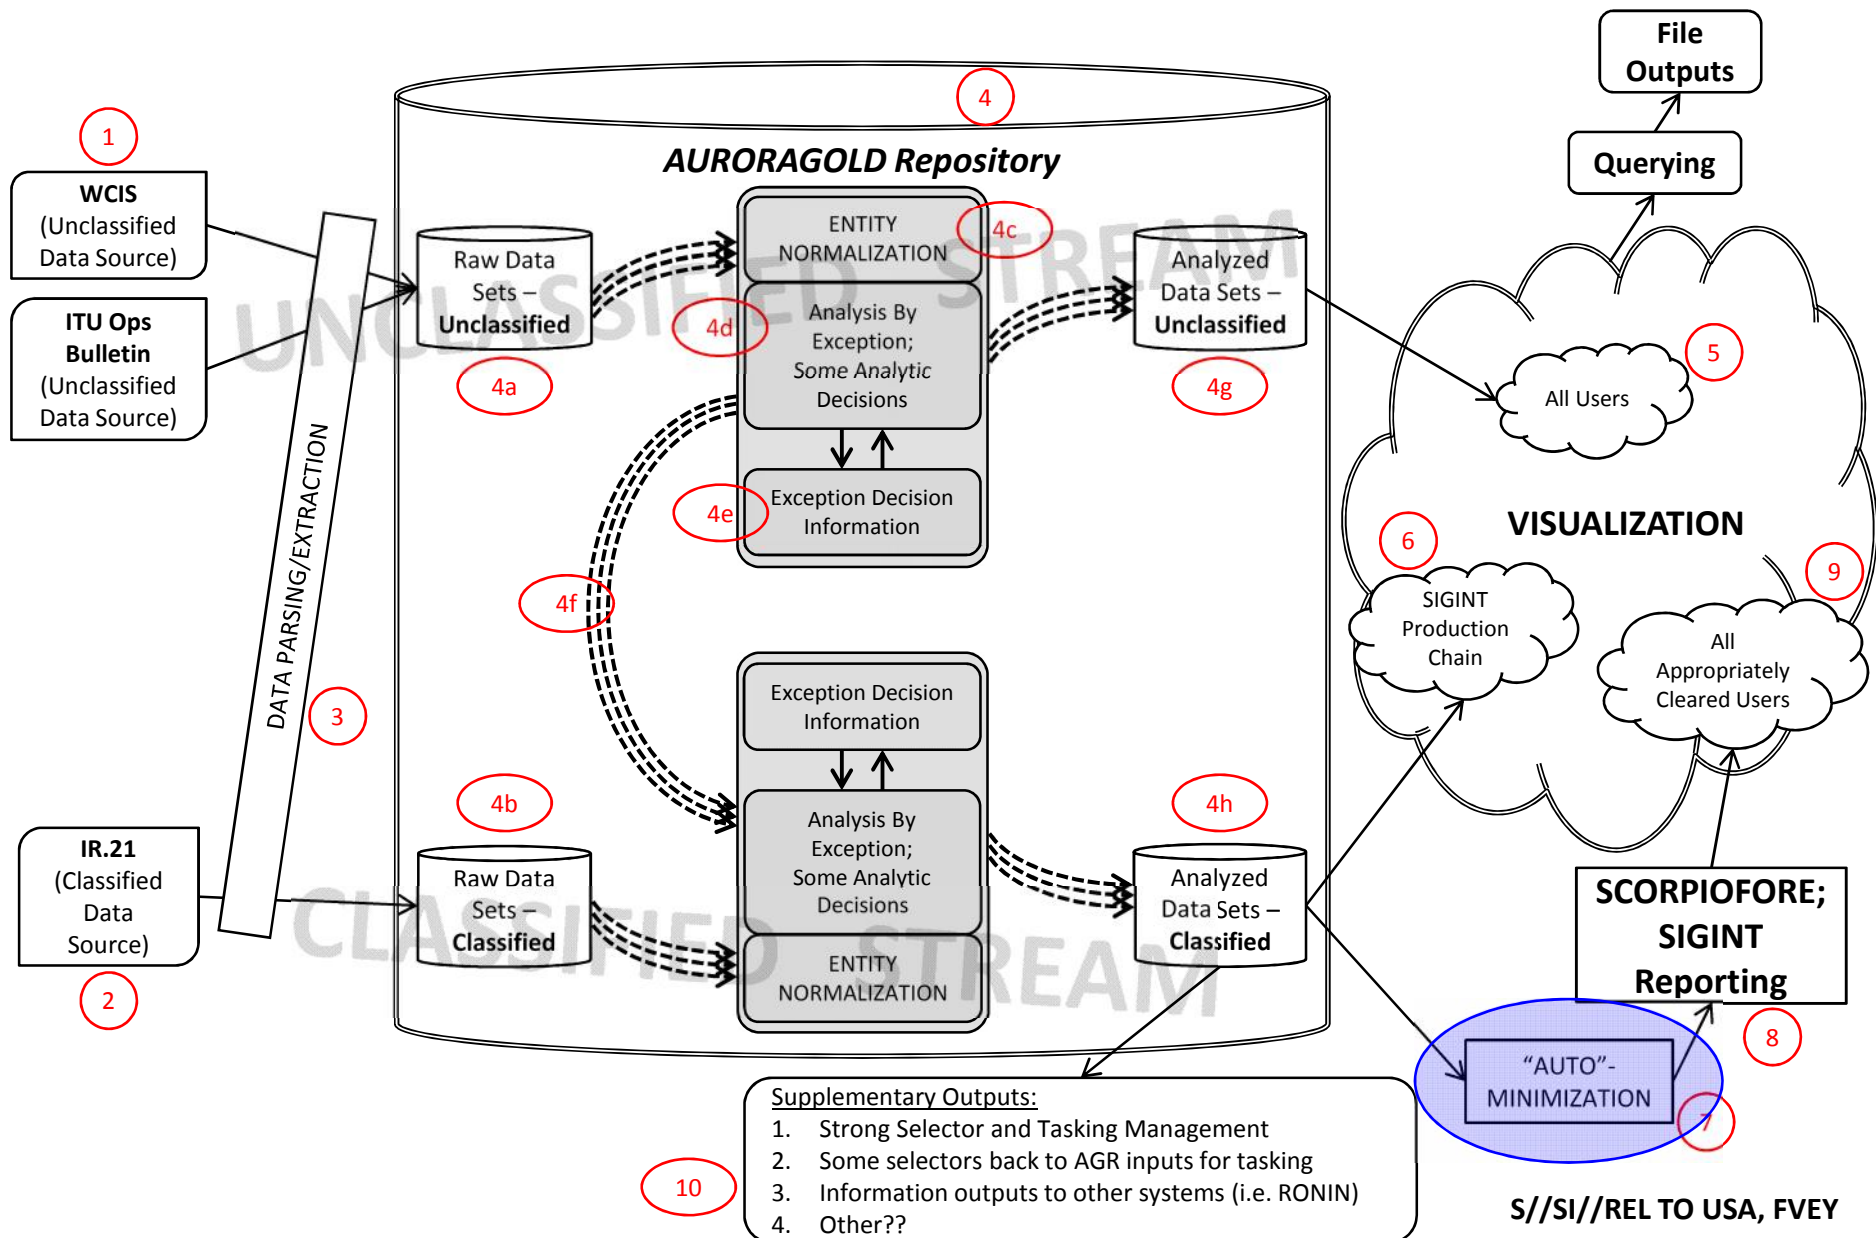 File
Outputs
Querying
1
WCIS
(Unclassified
Data Source)
ITU Ops
Bulletin
(Unclassified
Data Source)
DATA PARSING/EXTRACTION
3
IR.21
(Classified
Data
Source)
2
4
AURORAGOLD Repository
UNCLASSIFIED STREAM
Raw Data
Sets –
Unclassified
4a
ENTITY
NORMALIZATION
4c
4d
Analysis By
Exception;
Some Analytic
Decisions
4e
Exception Decision
Information
Analyzed
Data Sets –
Unclassified
4g
4f
Exception Decision
Information
Analysis By
Exception;
Some Analytic
Decisions
ENTITY
NORMALIZATION
4b
Raw Data
Sets –
Classified
4h
Analyzed
Data Sets –
Classified
CLASSIFIED STREAM
5
All Users
VISUALIZATION
6
SIGINT
Production
Chain
9
All
Appropriately
Cleared Users
SCORPIOFORE;
SIGINT
Reporting
8
"AUTO"-
MINIMIZATION
7
10
Supplementary Outputs:
1. Strong Selector and Tasking Management
2. Some selectors back to AGR inputs for tasking
3. Information outputs to other systems (i.e. RONIN)
4. Other??
S//SI//REL TO USA, FVEY